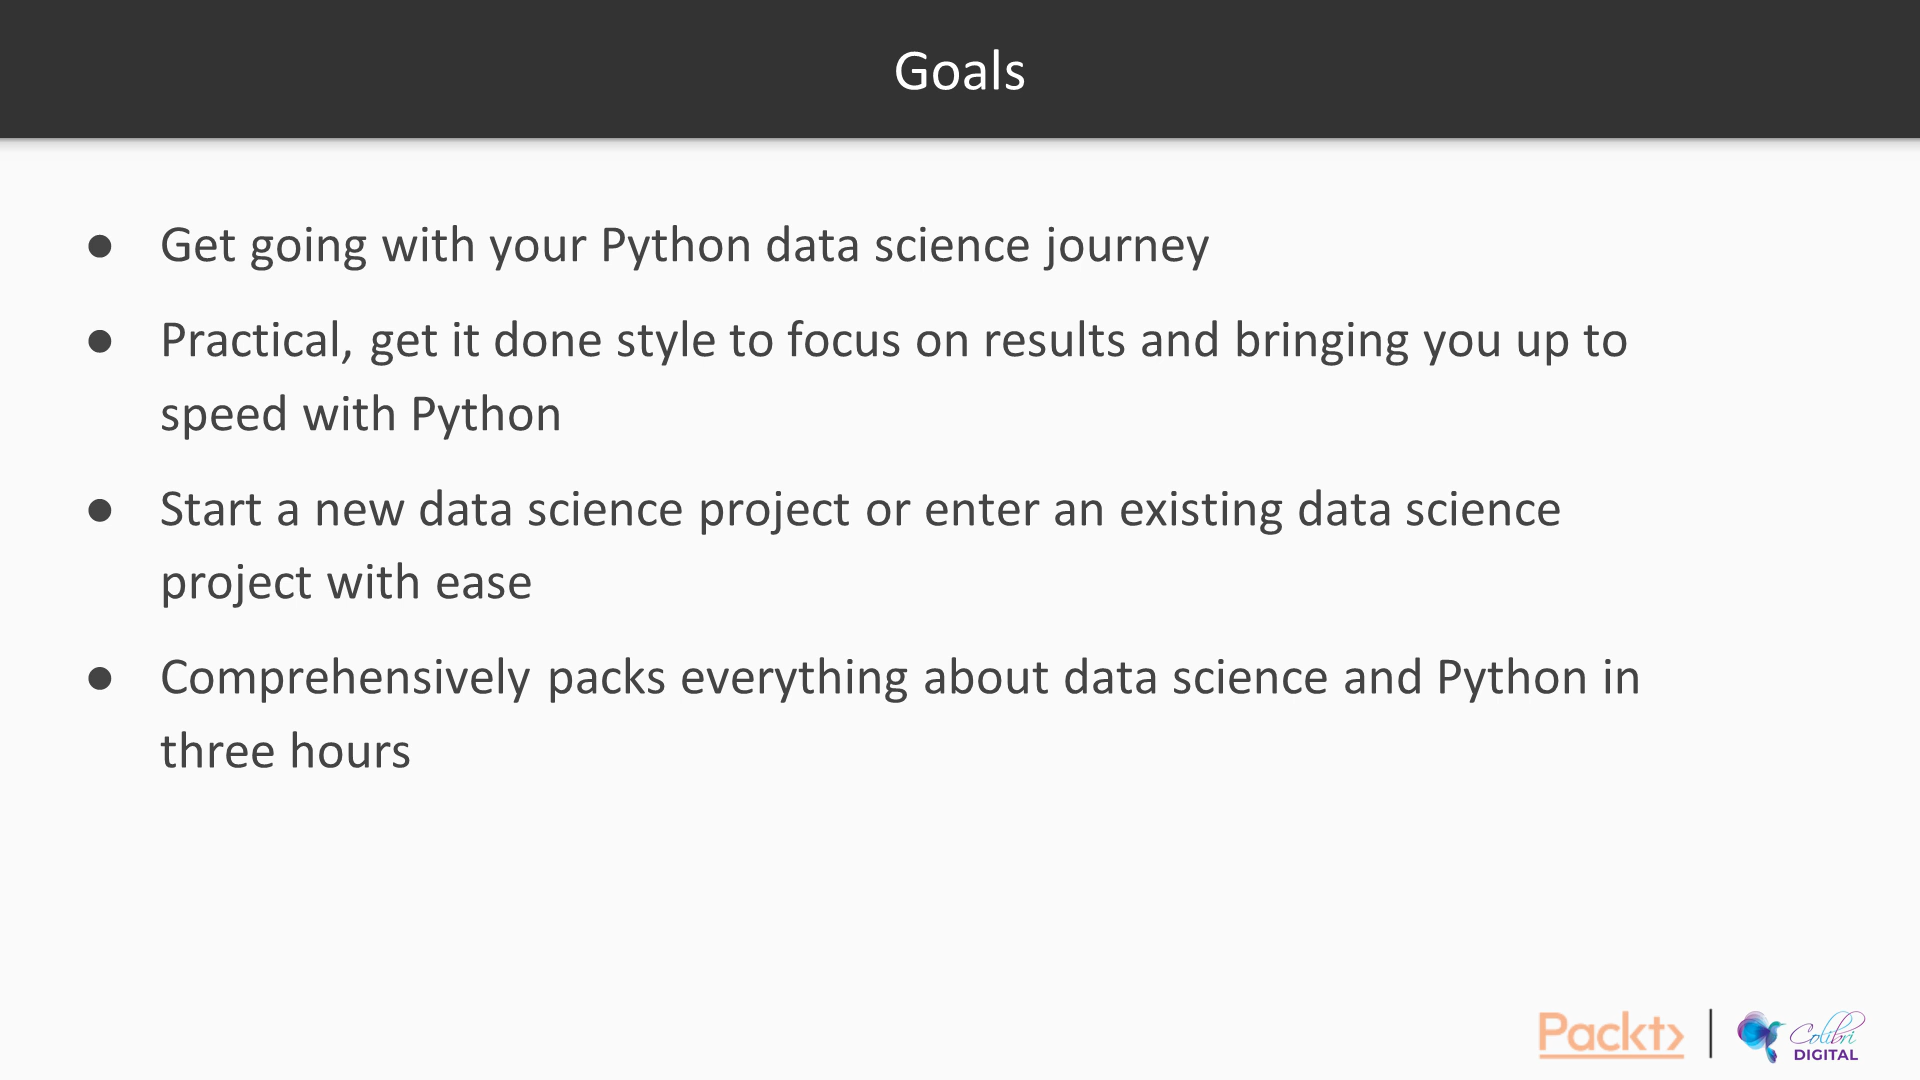 Goals
● Get going with your Python data science journey
● Practical, get it done style to focus on results and bringing you up to
speed with Python
● Start a new data science project or enter an existing data science
project with ease
● Comprehensively packs everything about data science and Python in
three hours
Packt>
Colibri
DIGITAL